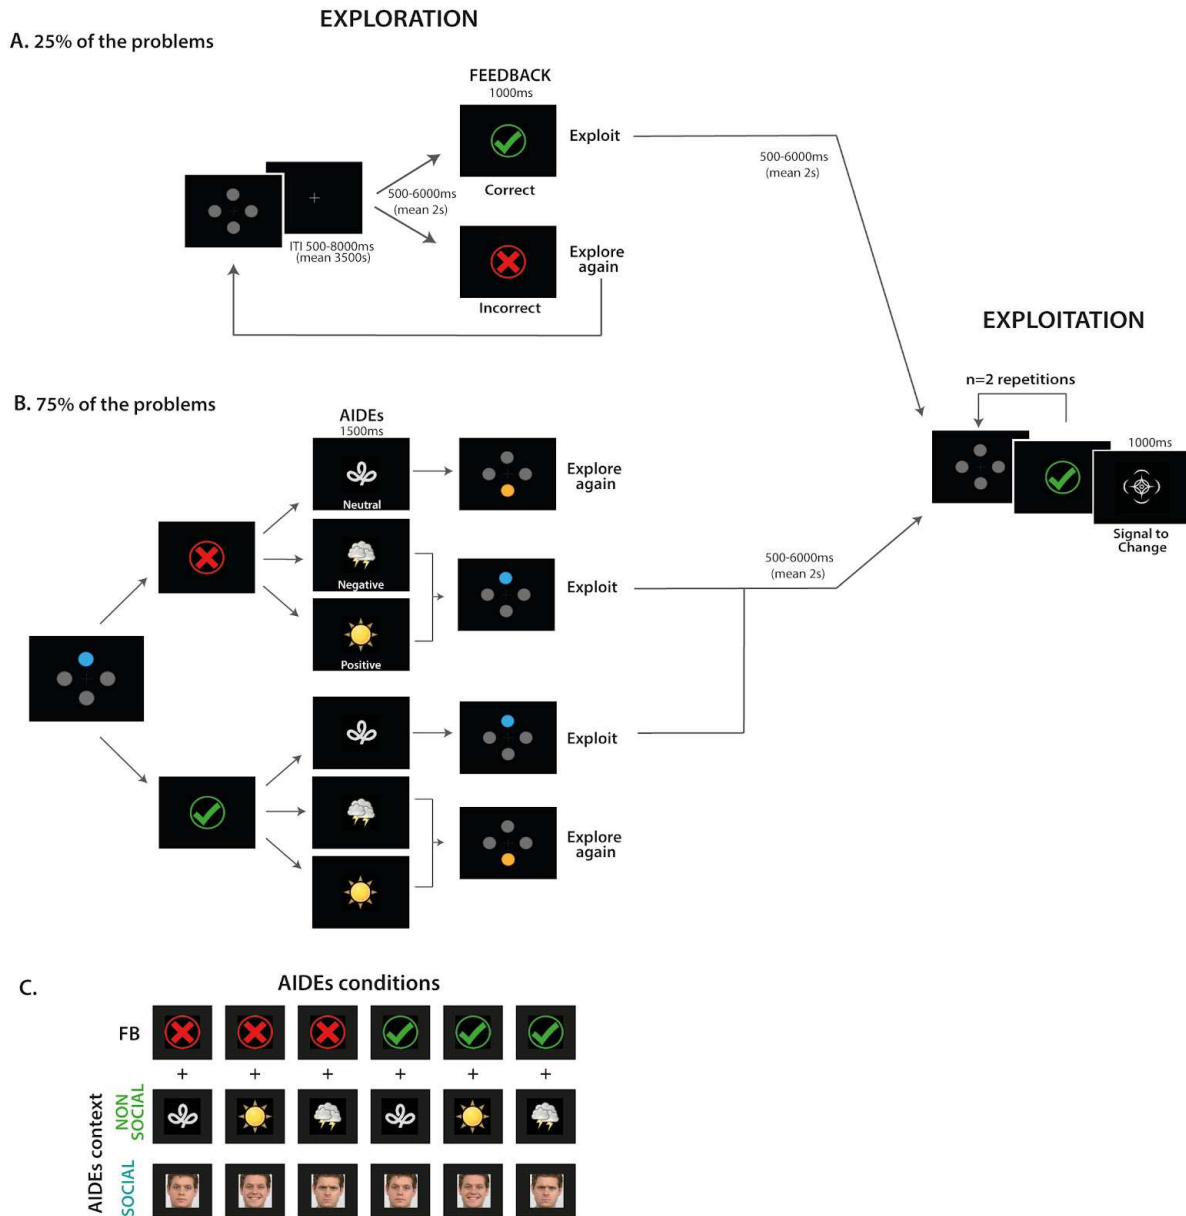 EXPLORATION
A. 25% of the problems
FEEDBACK
1000ms
Exploit
500-6000ms
(mean 2s)
Correct
500-6000ms
(mean 2s)
ITI 500-8000ms
(mean 3500s)
Explore
again
Incorrect
EXPLOITATION
n=2 repetitions
1000ms
Signal to
Change
B. 75% of the problems
AIDEs
1500ms
Neutral
Explore
again
Negative
Exploit
500-6000ms
(mean 2s)
Positive
Exploit
Explore
again
C.
AIDEs conditions
FB
+ + + + + +
AIDEs context
NON
SOCIAL
SOCIAL